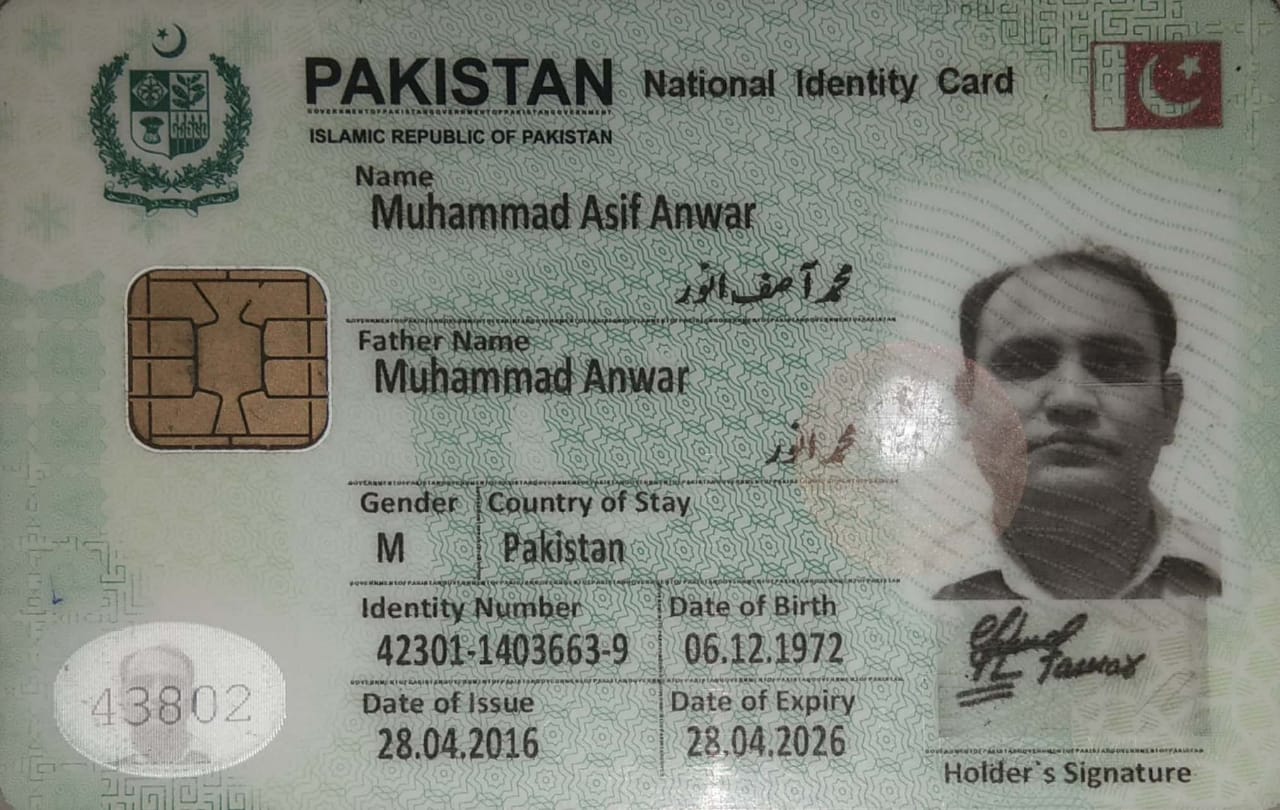 PAKISTAN National Identity Card
ISLAMIC REPUBLIC OF PAKISTAN
Name
Muhammad Asif Anwar
محمد آصف انور
Father Name
Muhammad Anwar
محمد انور
Gender Country of Stay
M Pakistan
Identity Number Date of Birth
42301-1403663-9 06.12.1972
Date of Issue Date of Expiry
28.04.2016 28.04.2026
43802
Holder`s Signature